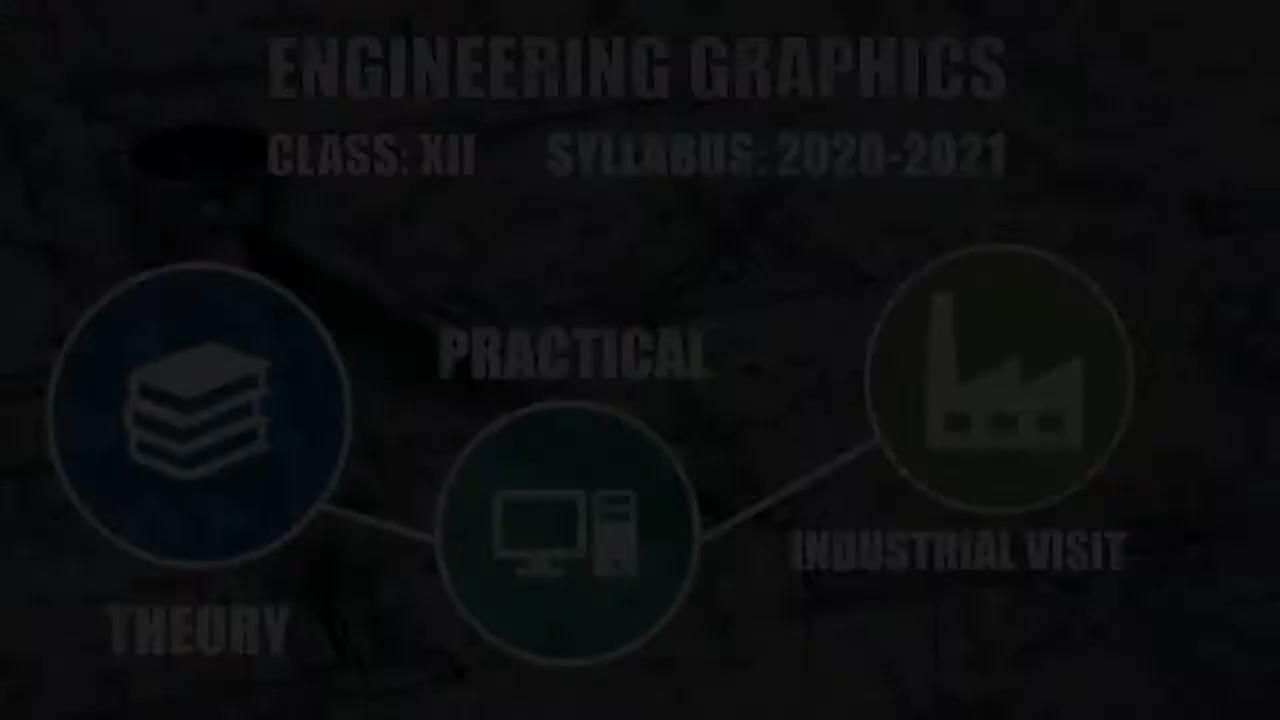 ENGINEERING GRAPHICS
CLASS: XII SYLLABUS: 2020-2021
PRACTICAL
INDUSTRIAL VISIT
THEORY